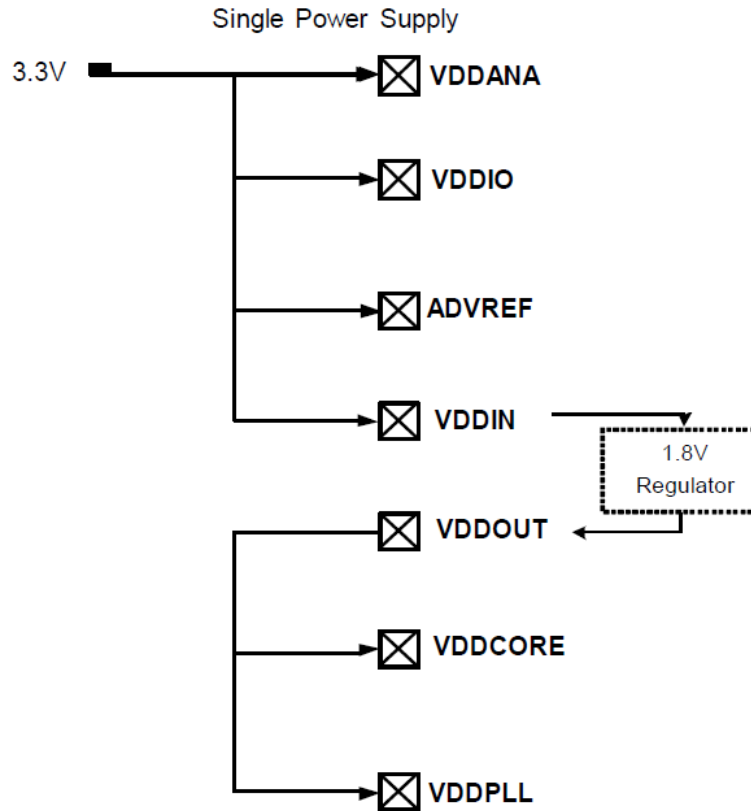 Single Power Supply
3.3V
VDDANA
VDDIO
ADVREF
VDDIN
1.8V
Regulator
VDDOUT
VDDCORE
VDDPLL